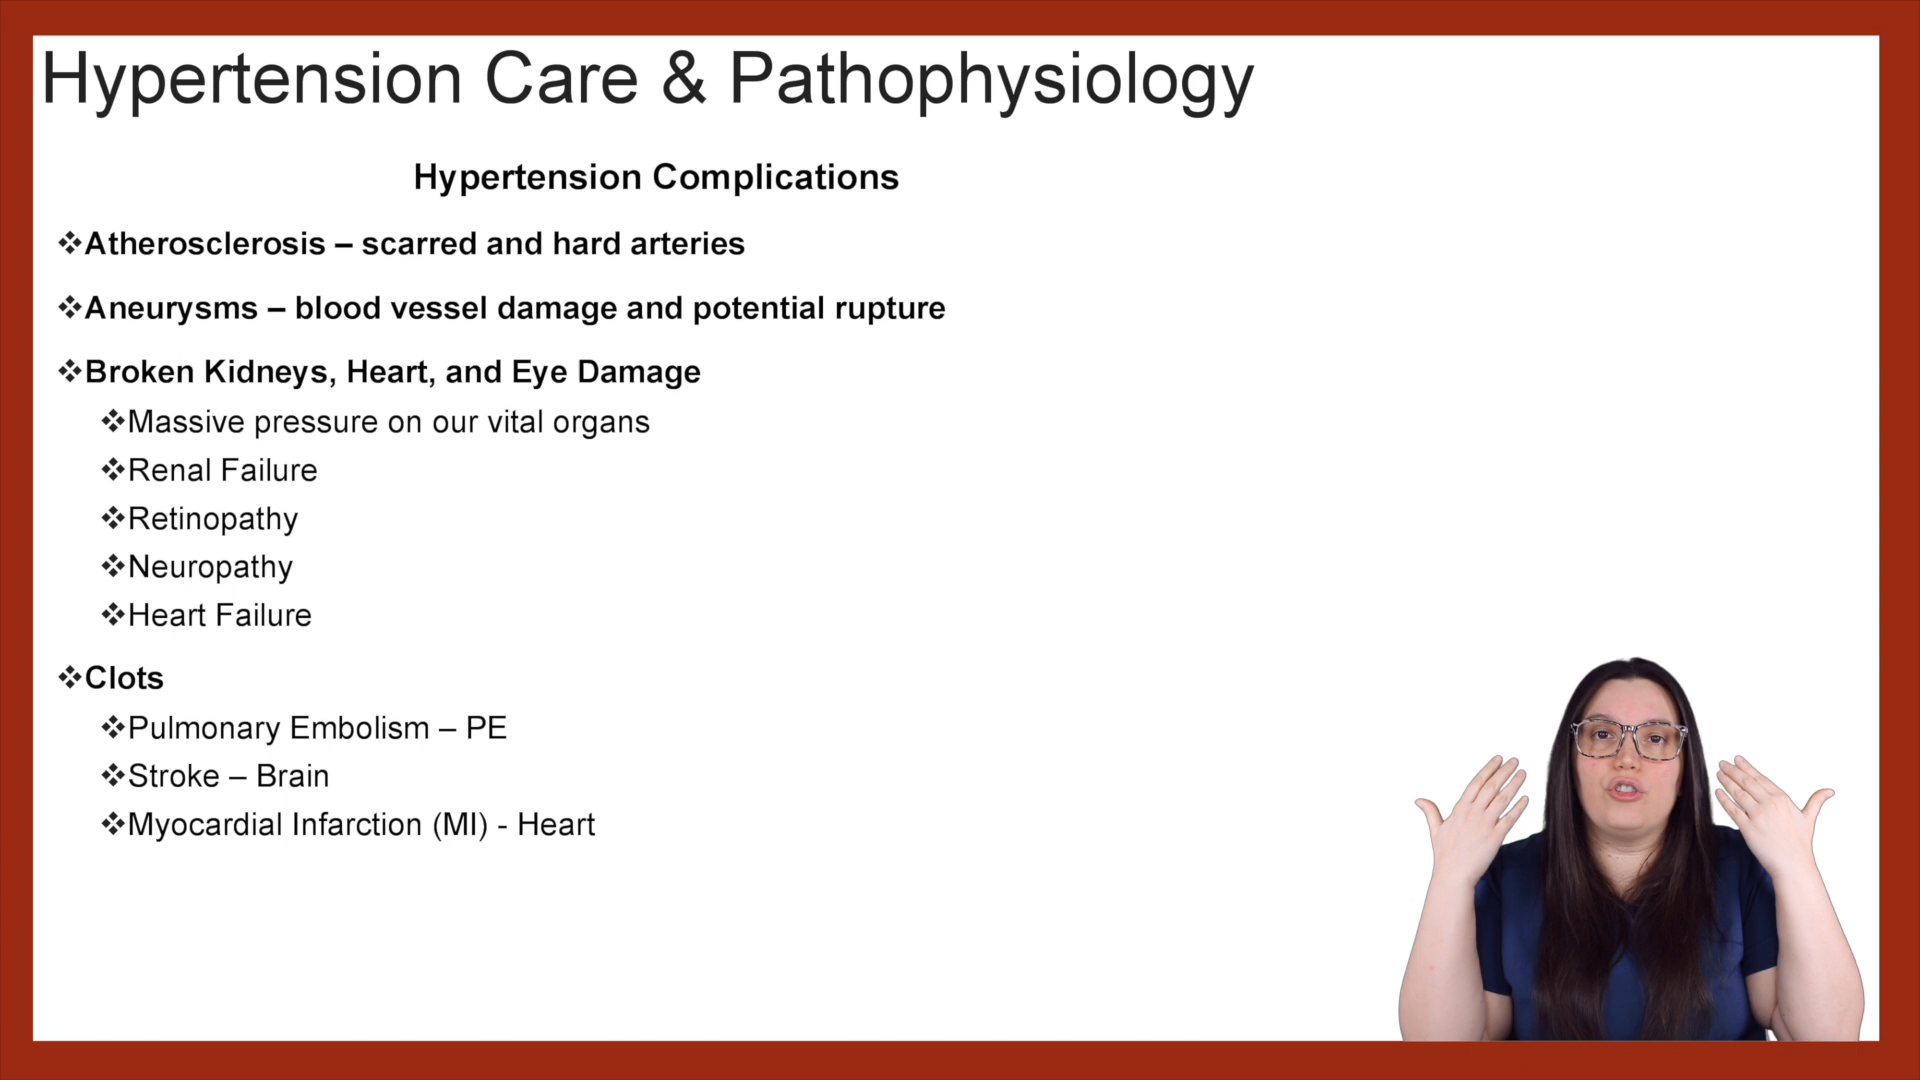 Hypertension Care & Pathophysiology
Hypertension Complications
❖Atherosclerosis – scarred and hard arteries
❖Aneurysms – blood vessel damage and potential rupture
❖Broken Kidneys, Heart, and Eye Damage
❖Massive pressure on our vital organs
❖Renal Failure
❖Retinopathy
❖Neuropathy
❖Heart Failure
❖Clots
❖Pulmonary Embolism – PE
❖Stroke – Brain
❖Myocardial Infarction (MI) - Heart